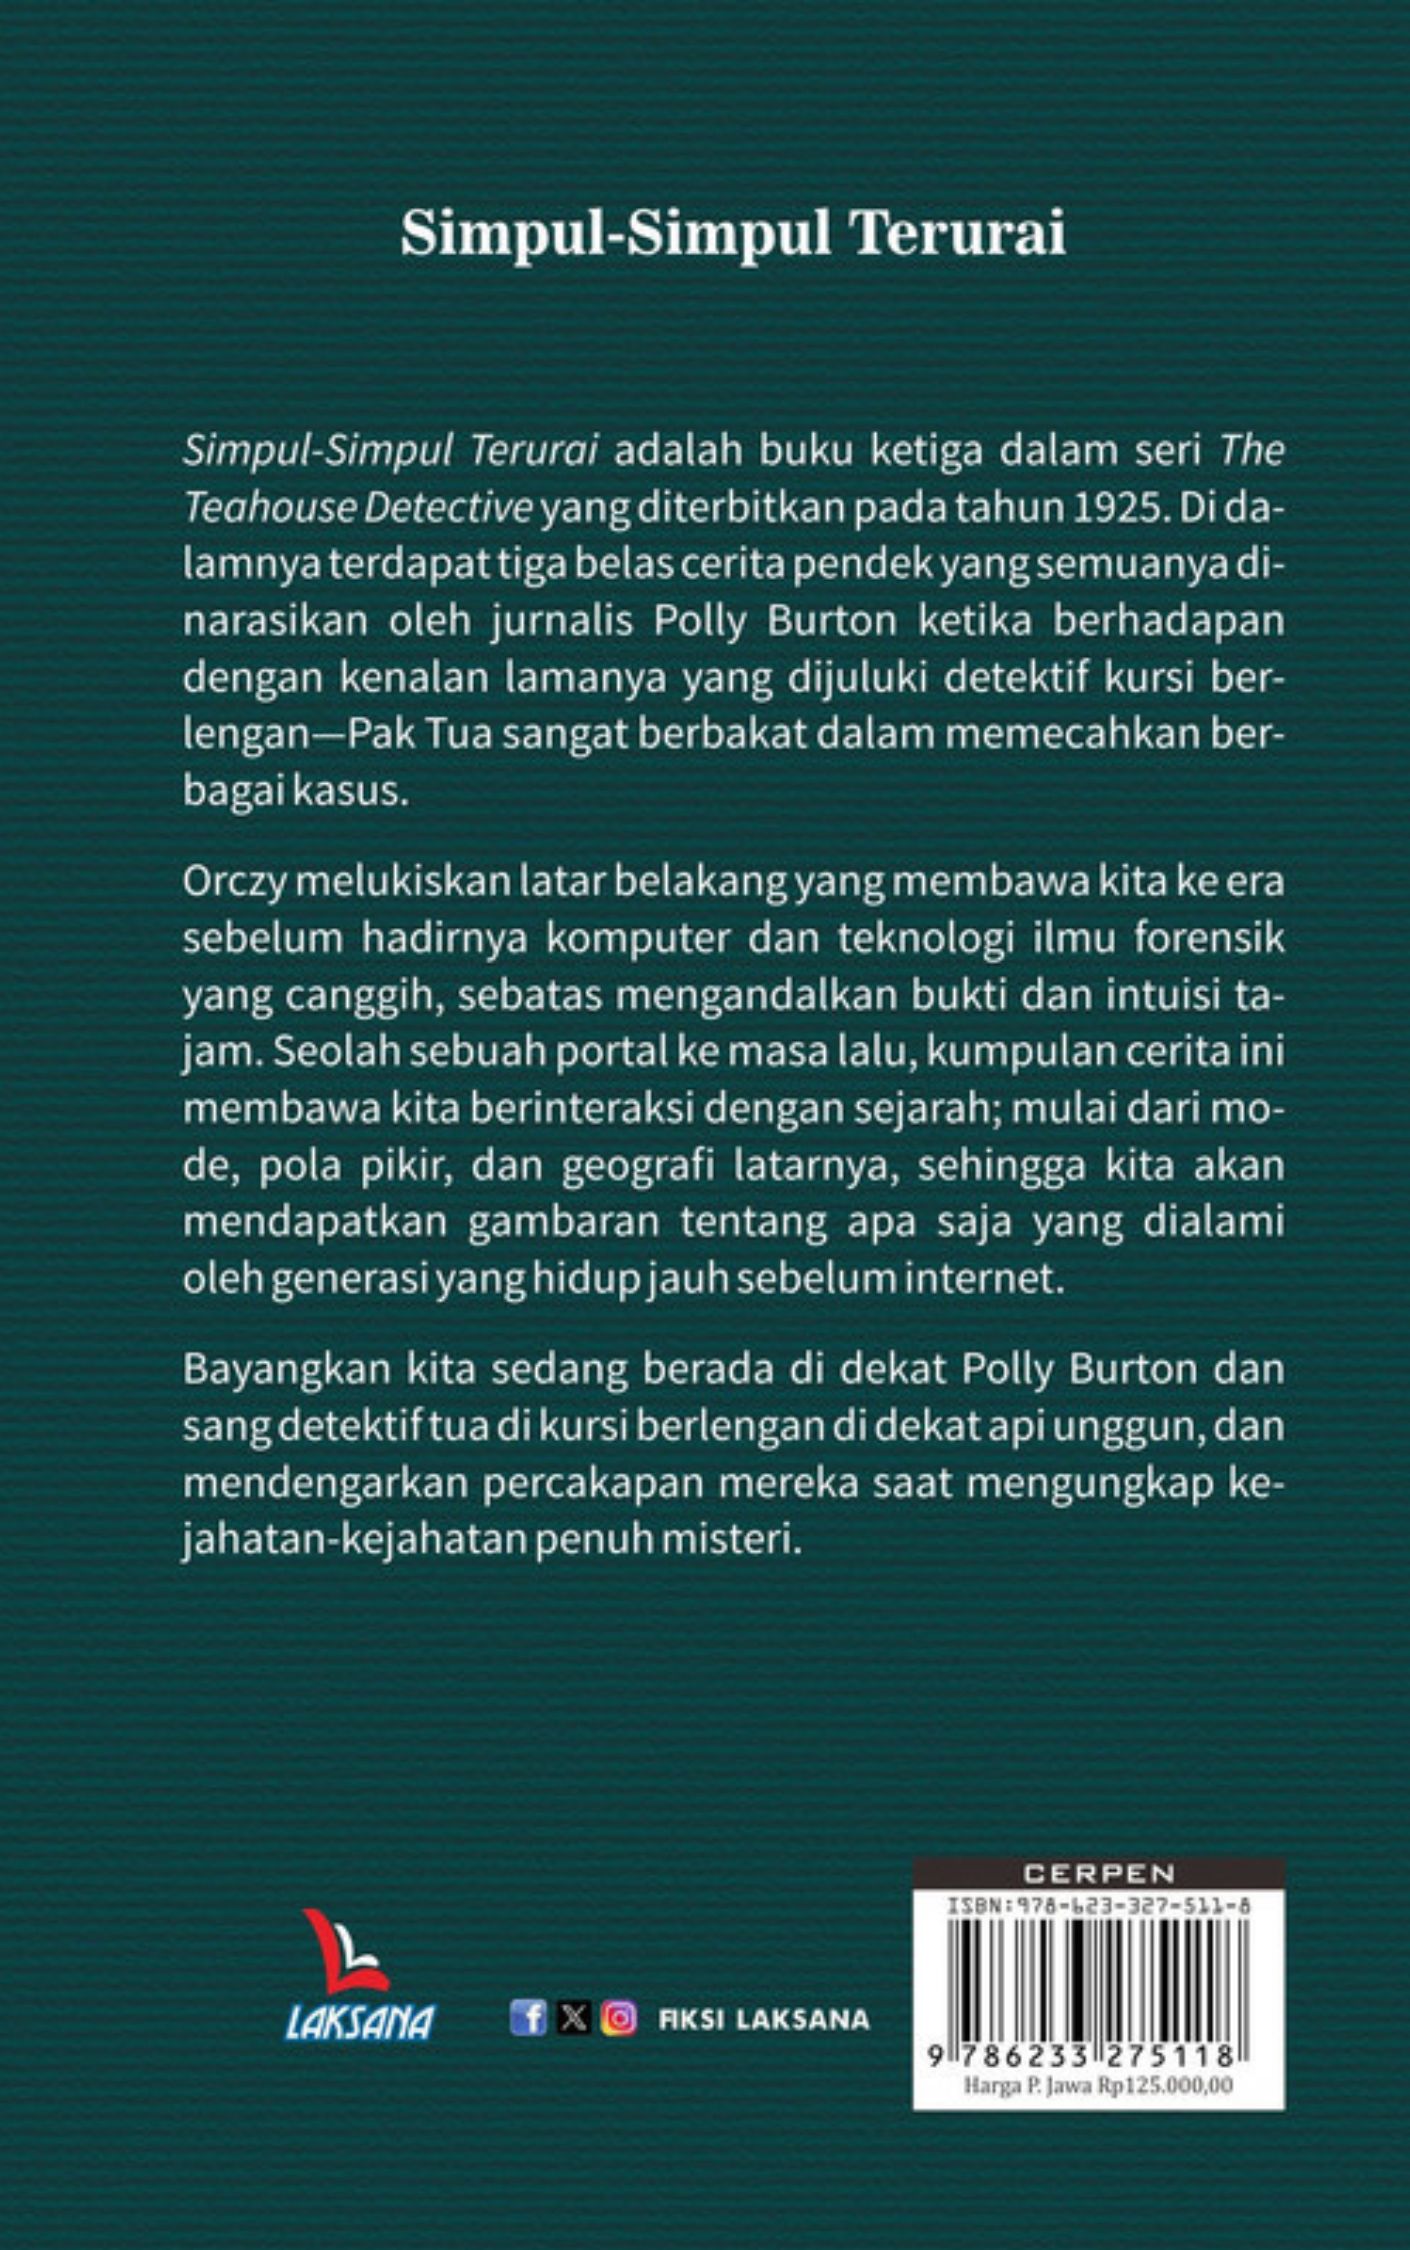 Simpul-Simpul Terurai
Simpul-Simpul Terurai adalah buku ketiga dalam seri The
Teahouse Detective yang diterbitkan pada tahun 1925. Di da-
lamnya terdapat tiga belas cerita pendek yang semuanya di-
narasikan oleh jurnalis Polly Burton ketika berhadapan
dengan kenalan lamanya yang dijuluki detektif kursi ber-
lengan—Pak Tua sangat berbakat dalam memecahkan ber-
bagai kasus.
Orczy melukiskan latar belakang yang membawa kita ke era
sebelum hadirnya komputer dan teknologi ilmu forensik
yang canggih, sebatas mengandalkan bukti dan intuisi ta-
jam. Seolah sebuah portal ke masa lalu, kumpulan cerita ini
membawa kita berinteraksi dengan sejarah; mulai dari mo-
de, pola pikir, dan geografi latarnya, sehingga kita akan
mendapatkan gambaran tentang apa saja yang dialami
oleh generasi yang hidup jauh sebelum internet.
Bayangkan kita sedang berada di dekat Polly Burton dan
sang detektif tua di kursi berlengan di dekat api unggun, dan
mendengarkan percakapan mereka saat mengungkap ke-
jahatan-kejahatan penuh misteri.
LAKSANA
FIKSI LAKSANA
CERPEN
ISBN:978-623-327-511-8
9 786233 275118
Harga P. Jawa Rp125.000,00